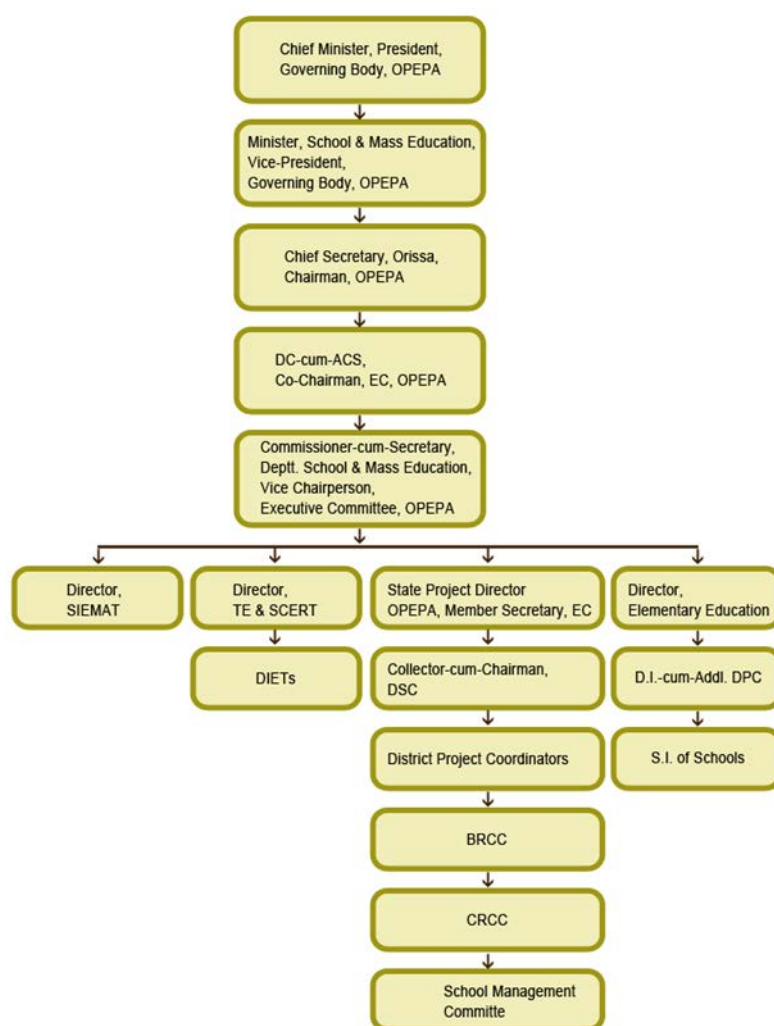 Chief Minister, President,
Governing Body, OPEPA
Minister, School & Mass Education,
Vice-President,
Governing Body, OPEPA
Chief Secretary, Orissa,
Chairman, OPEPA
DC-cum-ACS,
Co-Chairman, EC, OPEPA
Commissioner-cum-Secretary,
Deptt. School & Mass Education,
Vice Chairperson,
Executive Committee, OPEPA
Director,
SIEMAT
Director,
TE & SCERT
State Project Director
OPEPA, Member Secretary, EC
Director,
Elementary Education
DIETs
Collector-cum-Chairman,
DSC
D.I.-cum-Addl. DPC
District Project Coordinators
S.I. of Schools
BRCC
CRCC
School Management
Committe